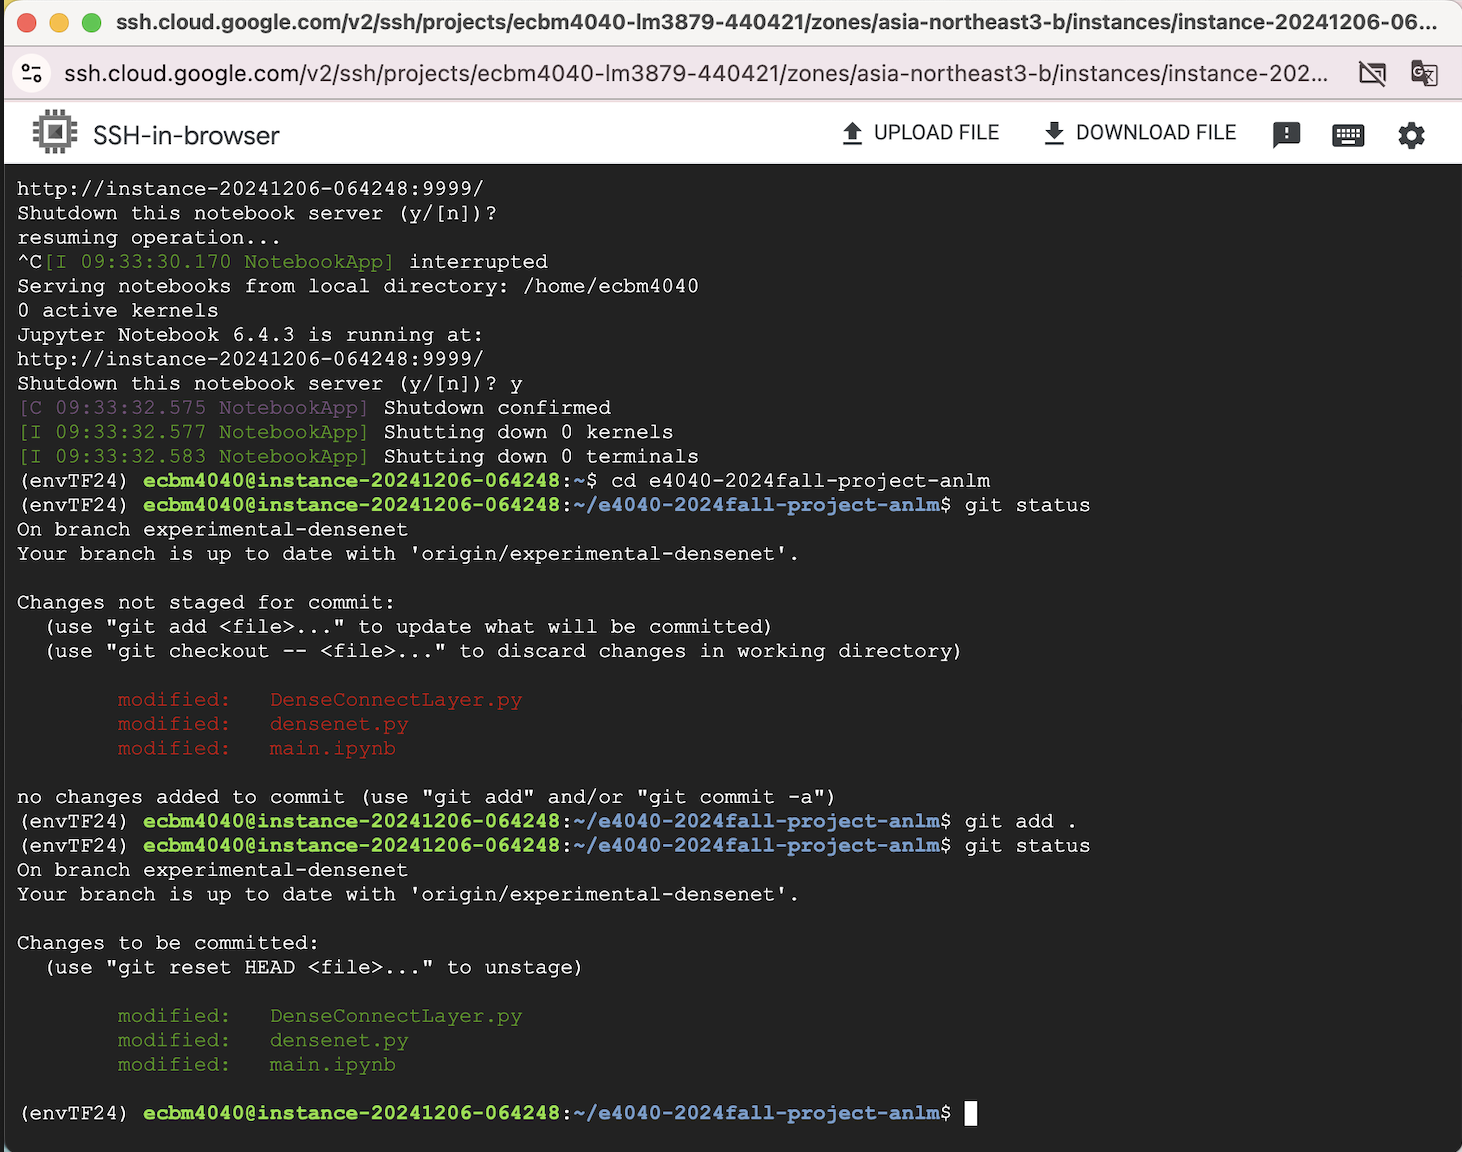 ssh.cloud.google.com/v2/ssh/projects/ecbm4040-lm3879-440421/zones/asia-northeast3-b/instances/instance-20241206-06...
ssh.cloud.google.com/v2/ssh/projects/ecbm4040-lm3879-440421/zones/asia-northeast3-b/instances/instance-202...
SSH-in-browser UPLOAD FILE DOWNLOAD FILE
http://instance-20241206-064248:9999/
Shutdown this notebook server (y/[n])?
resuming operation...
^C[I 09:33:30.170 NotebookApp] interrupted
Serving notebooks from local directory: /home/ecbm4040
0 active kernels
Jupyter Notebook 6.4.3 is running at:
http://instance-20241206-064248:9999/
Shutdown this notebook server (y/[n])? y
[C 09:33:32.575 NotebookApp] Shutdown confirmed
[I 09:33:32.577 NotebookApp] Shutting down 0 kernels
[I 09:33:32.583 NotebookApp] Shutting down 0 terminals
(envTF24) ecbm4040@instance-20241206-064248:~$ cd e4040-2024fall-project-anlm
(envTF24) ecbm4040@instance-20241206-064248:~/e4040-2024fall-project-anlm$ git status
On branch experimental-densenet
Your branch is up to date with 'origin/experimental-densenet'.
Changes not staged for commit:
(use "git add <file>..." to update what will be committed)
(use "git checkout -- <file>..." to discard changes in working directory)
modified: DenseConnectLayer.py
modified: densenet.py
modified: main.ipynb
no changes added to commit (use "git add" and/or "git commit -a")
(envTF24) ecbm4040@instance-20241206-064248:~/e4040-2024fall-project-anlm$ git add .
(envTF24) ecbm4040@instance-20241206-064248:~/e4040-2024fall-project-anlm$ git status
On branch experimental-densenet
Your branch is up to date with 'origin/experimental-densenet'.
Changes to be committed:
(use "git reset HEAD <file>..." to unstage)
modified: DenseConnectLayer.py
modified: densenet.py
modified: main.ipynb
(envTF24) ecbm4040@instance-20241206-064248:~/e4040-2024fall-project-anlm$